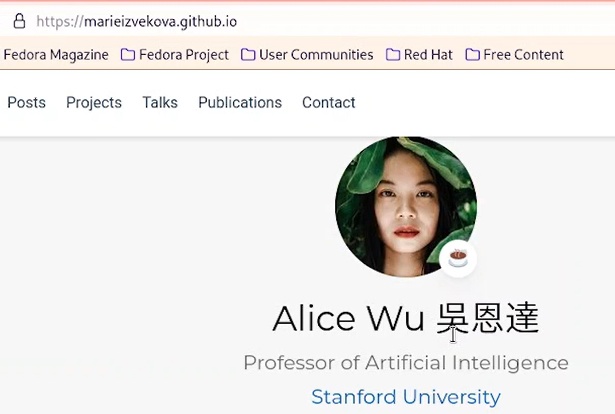 https://marieizvekova.github.io
Fedora Magazine Fedora Project User Communities Red Hat Free Content
Posts Projects Talks Publications Contact
Alice Wu 吳恩達
Professor of Artificial Intelligence
Stanford University